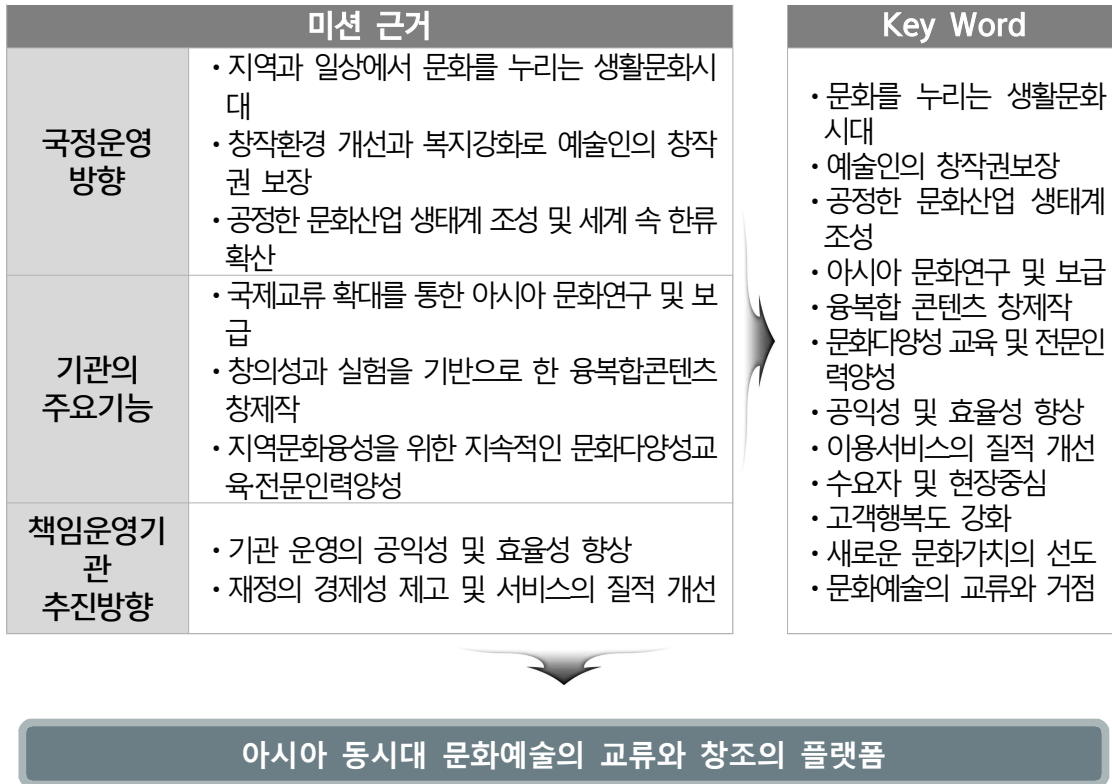 미션 근거
국정운영
방향
・지역과 일상에서 문화를 누리는 생활문화시
대
・창작환경 개선과 복지강화로 예술인의 창작
권 보장
・공정한 문화산업 생태계 조성 및 세계 속 한류
확산
기관의
주요기능
・국제교류 확대를 통한 아시아 문화연구 및 보
급
・창의성과 실험을 기반으로 한 융복합콘텐츠
창제작
・지역문화융성을 위한 지속적인 문화다양성교
육·전문인력양성
책임운영기
관
추진방향
・기관 운영의 공익성 및 효율성 향상
・재정의 경제성 제고 및 서비스의 질적 개선
Key Word
・문화를 누리는 생활문화
시대
・예술인의 창작권보장
・공정한 문화산업 생태계
조성
・아시아 문화연구 및 보급
・융복합 콘텐츠 창제작
・문화다양성 교육 및 전문인
력양성
・공익성 및 효율성 향상
・이용서비스의 질적 개선
・수요자 및 현장중심
・고객행복도 강화
・새로운 문화가치의 선도
・문화예술의 교류와 거점
아시아 동시대 문화예술의 교류와 창조의 플랫폼